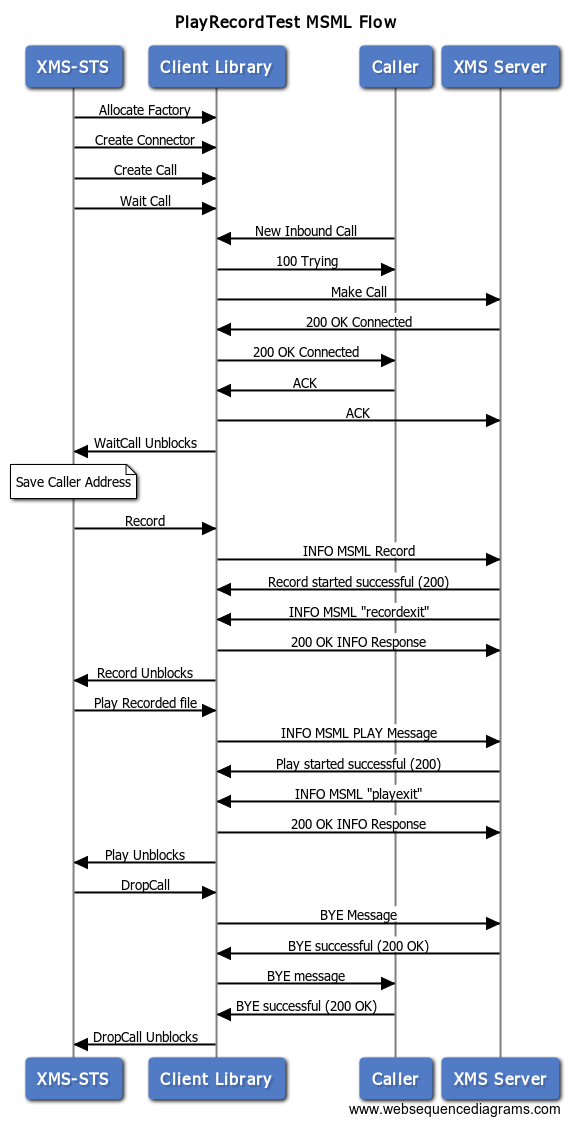 PlayRecordTest MSML Flow
XMS-STS
Client Library
Caller
XMS Server
Allocate Factory
Create Connector
Create Call
Wait Call
New Inbound Call
100 Trying
Make Call
200 OK Connected
200 OK Connected
ACK
ACK
WaitCall Unblocks
Save Caller Address
Record
INFO MSML Record
Record started successful (200)
INFO MSML "recordexit"
200 OK INFO Response
Record Unblocks
Play Recorded file
INFO MSML PLAY Message
Play started successful (200)
INFO MSML "playexit"
200 OK INFO Response
Play Unblocks
DropCall
BYE Message
BYE successful (200 OK)
BYE message
BYE successful (200 OK)
DropCall Unblocks
XMS-STS
Client Library
Caller
XMS Server
www.websequencediagrams.com